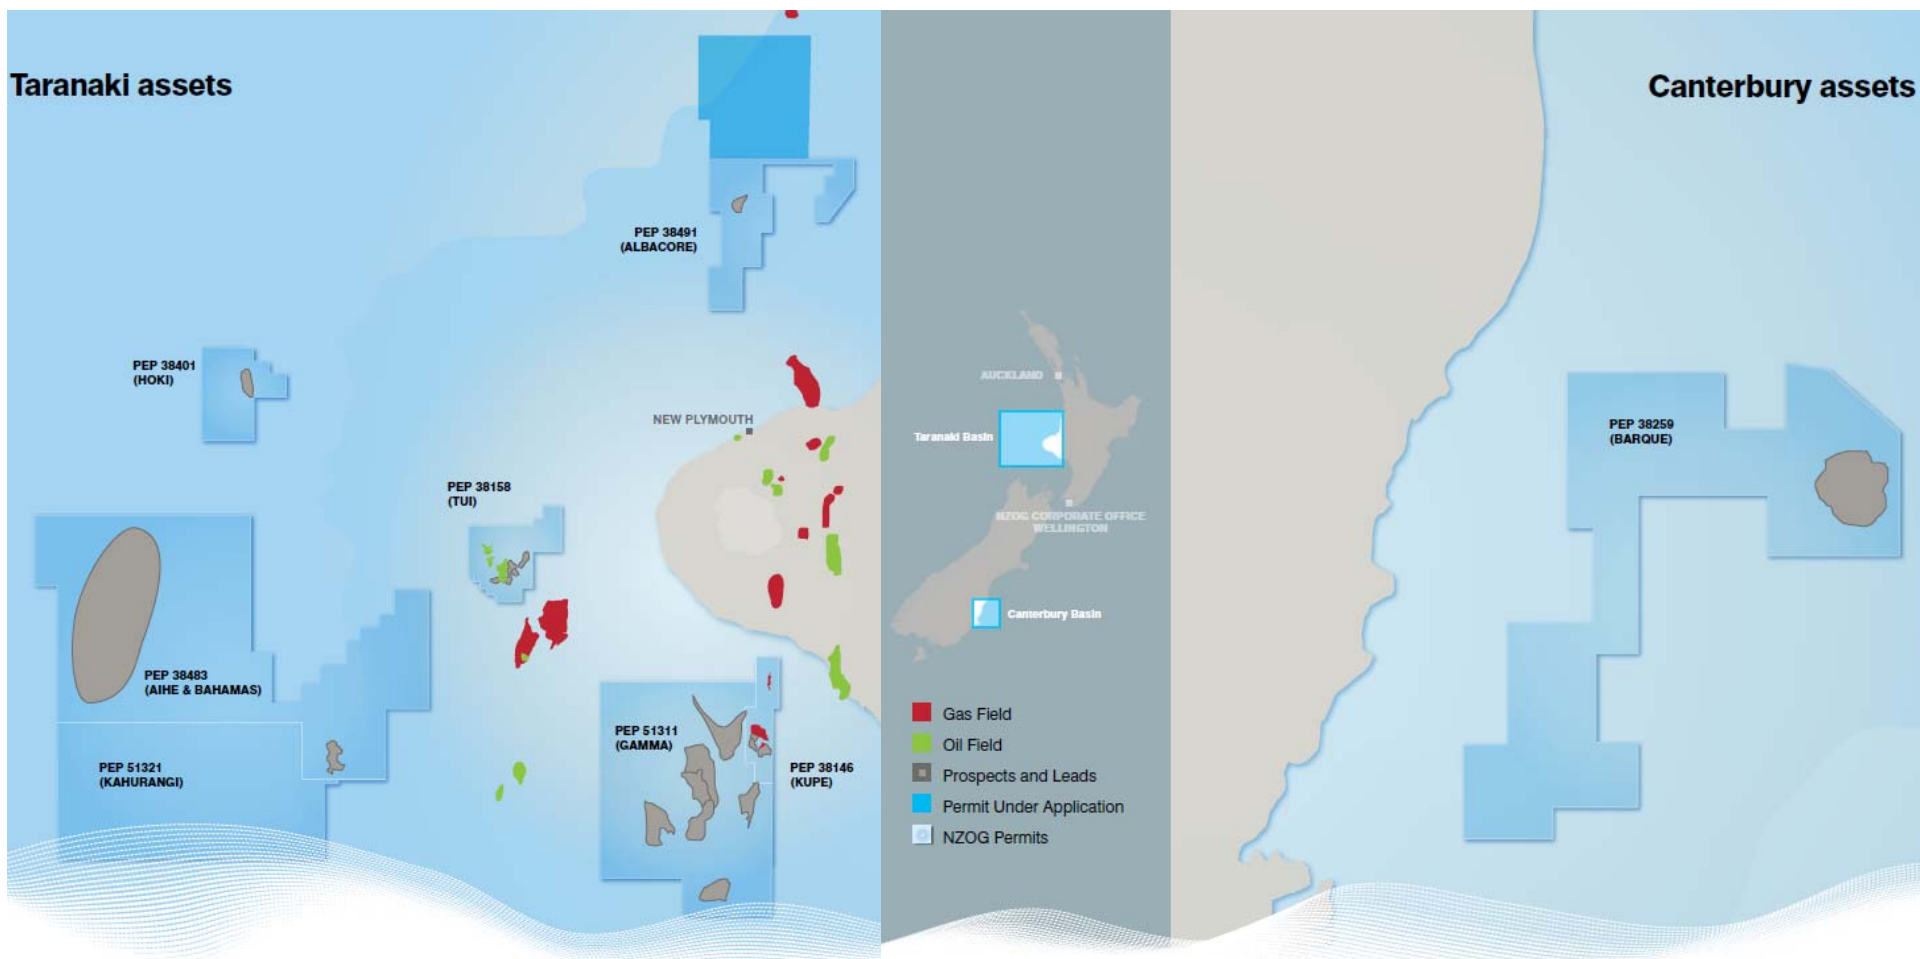 Taranaki assets
Canterbury assets
PEP 38491
(ALBACORE)
PEP 38401
(HOKI)
NEW PLYMOUTH
PEP 38158
(TUI)
PEP 38483
(AIHE & BAHAMAS)
PEP 51321
(KAHURANGI)
PEP 51311
(GAMMA)
PEP 38146
(KUPE)
AUCKLAND
Taranaki Basin
NZOG CORPORATE OFFICE
WELLINGTON
Canterbury Basin
Gas Field
Oil Field
Prospects and Leads
Permit Under Application
NZOG Permits
PEP 38259
(BARQUE)